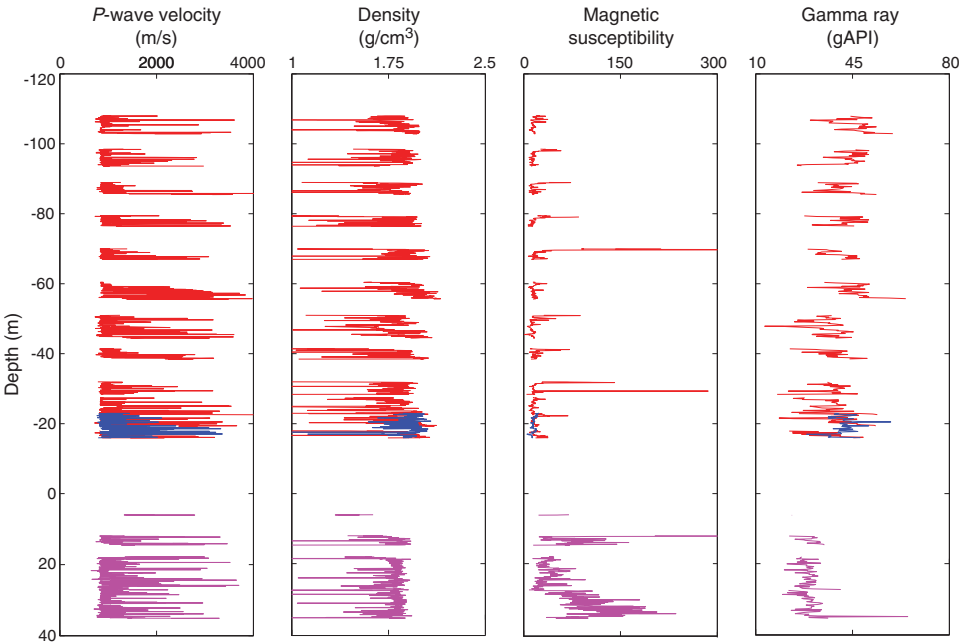 P-wave velocity
(m/s)
Density
(g/cm3)
Magnetic
susceptibility
Gamma ray
(gAPI)
0 2000 4000
1 1.75 2.5
0 150 300
10 45 80
-120
-100
-80
-60
-40
-20
0
20
40
Depth (m)